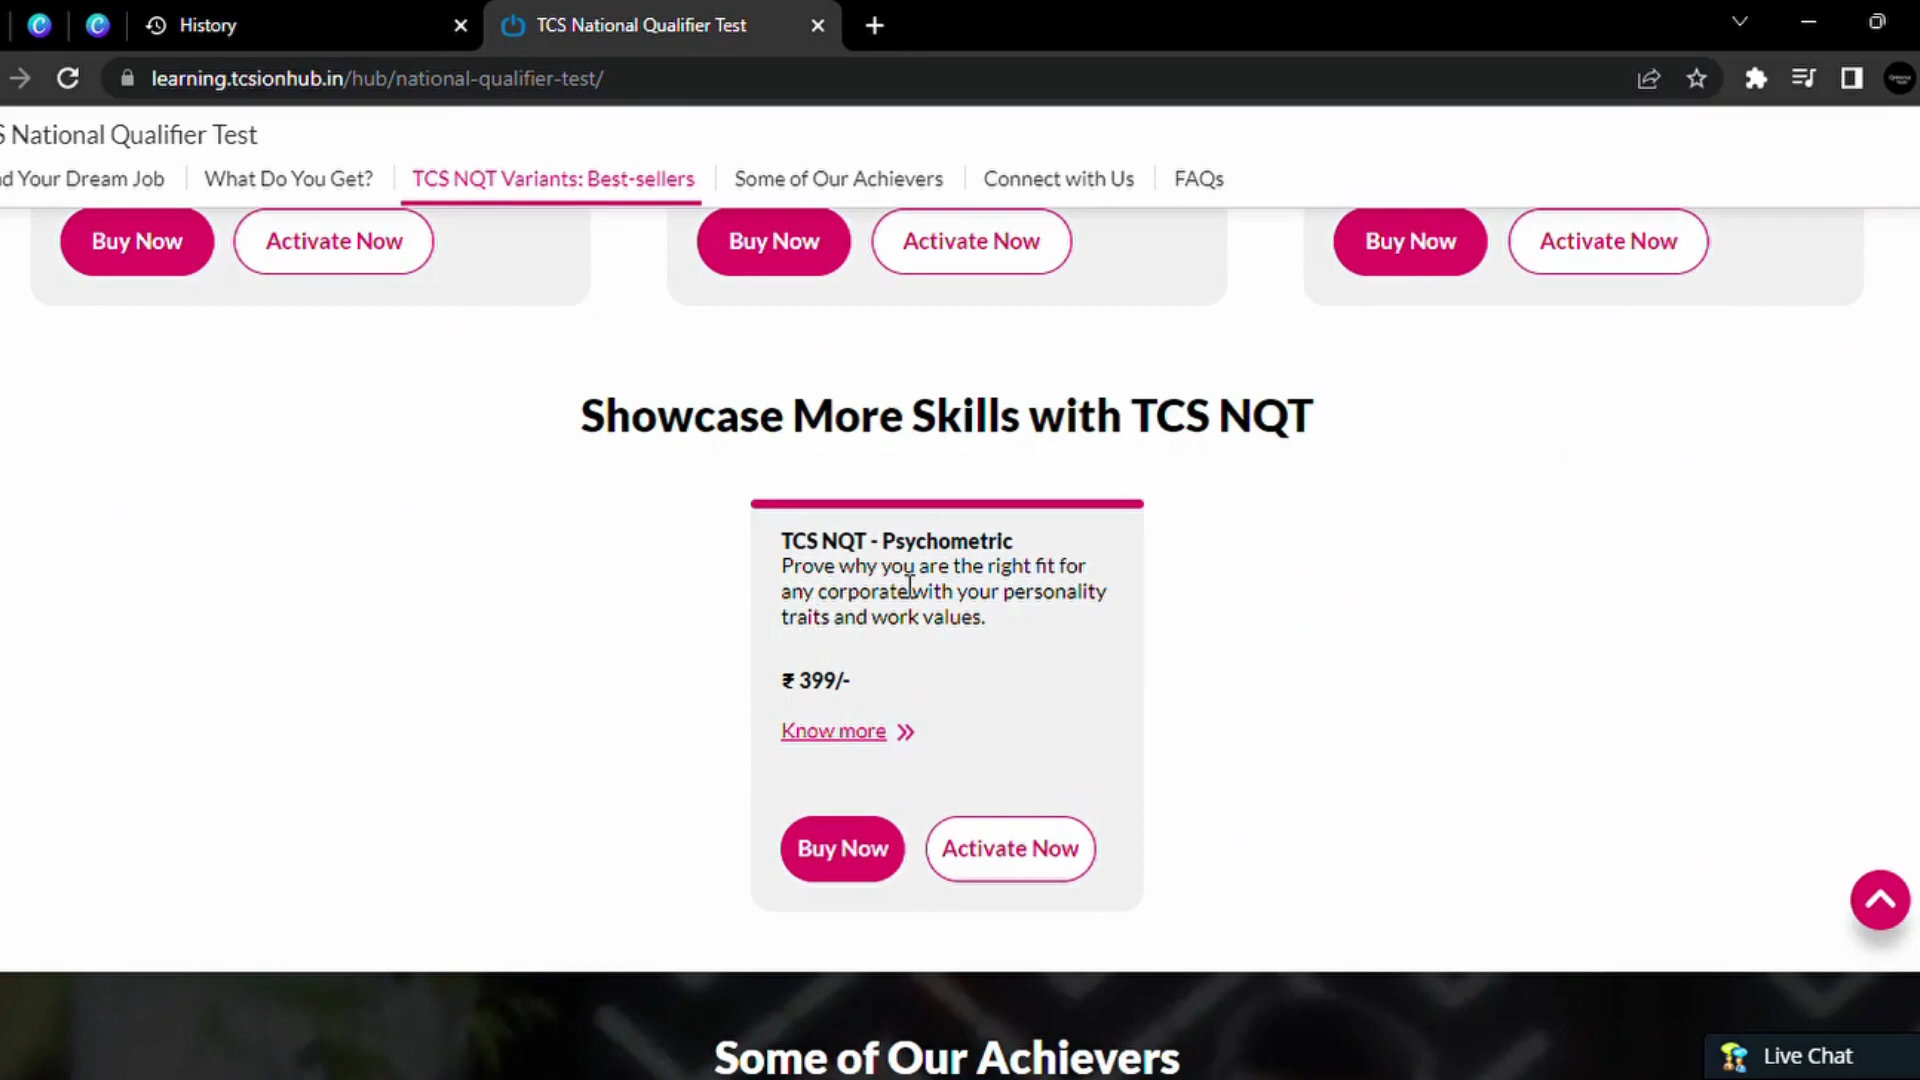 History
TCS National Qualifier Test
learning.tcsionhub.in/hub/national-qualifier-test/
S National Qualifier Test
d Your Dream Job
What Do You Get?
TCS NQT Variants: Best-sellers
Some of Our Achievers
Connect with Us
FAQs
Buy Now
Activate Now
Buy Now
Activate Now
Buy Now
Activate Now
Showcase More Skills with TCS NQT
TCS NQT - Psychometric
Prove why you are the right fit for
any corporate with your personality
traits and work values.
₹ 399/-
Know more
Buy Now
Activate Now
Some of Our Achievers
Live Chat